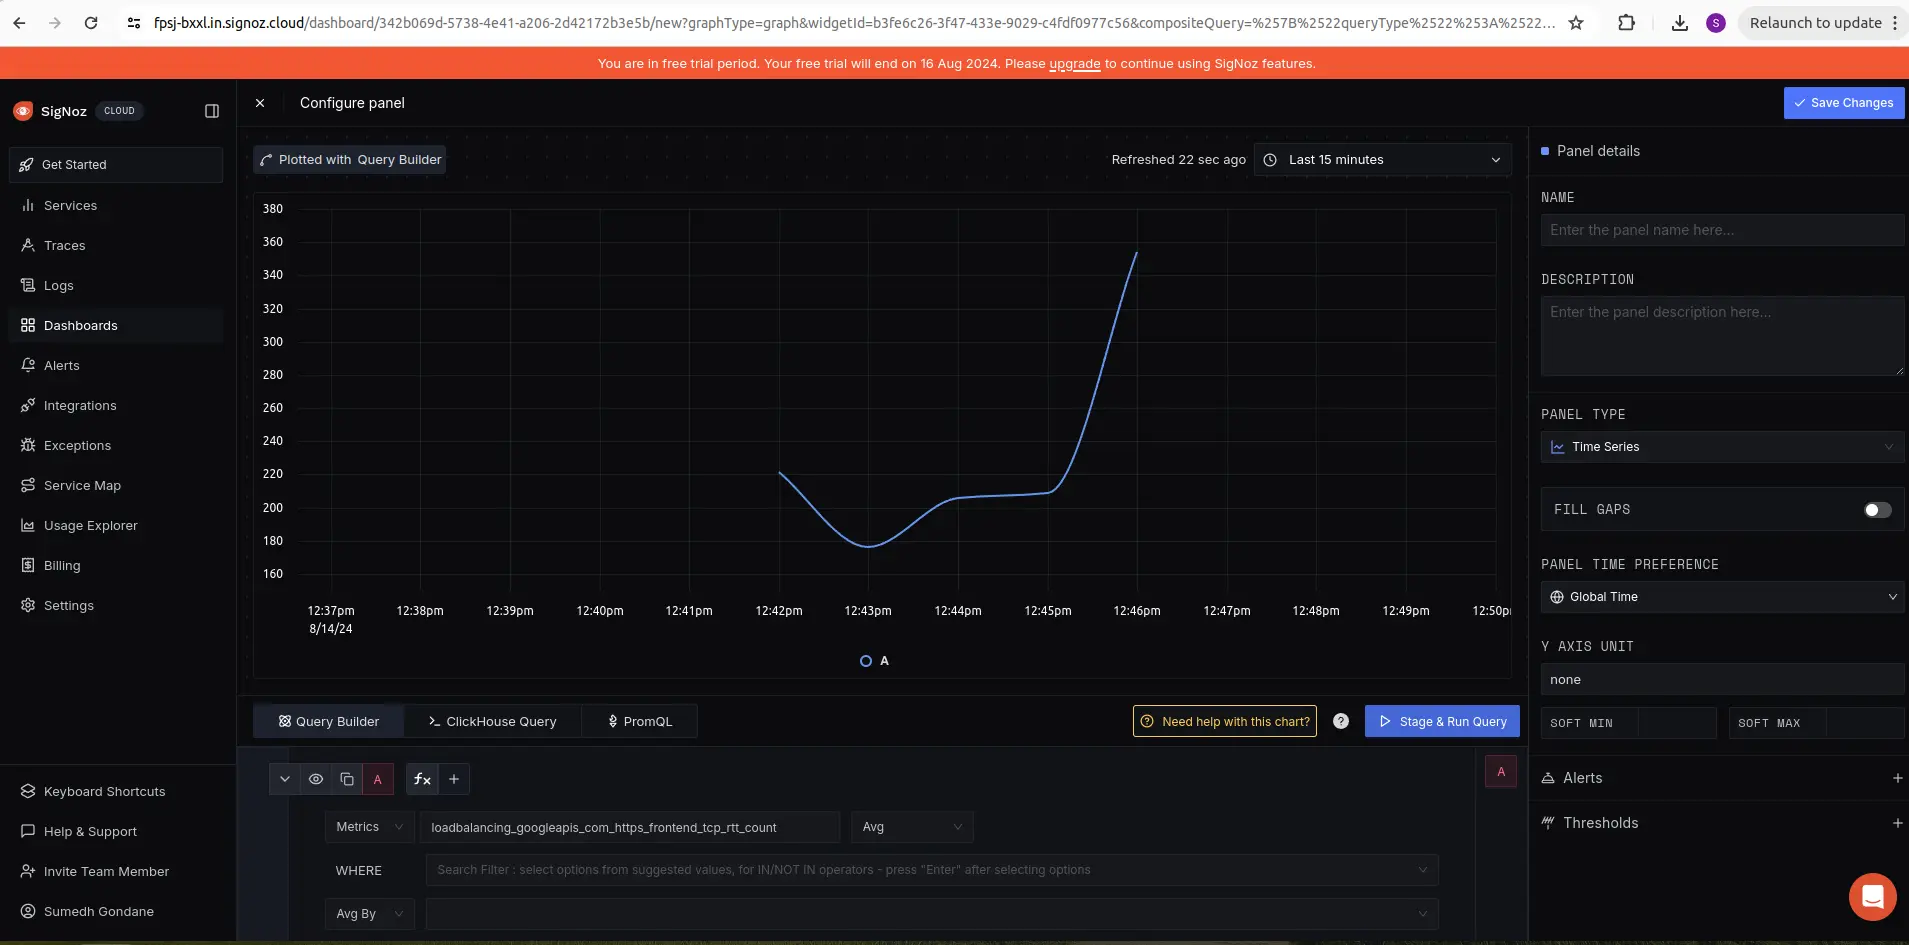 fpsj-bxxl.in.signoz.cloud/dashboard/342b069d-5738-4e41-a206-2d42172b3e5b/new?graphType=graph&widgetId=b3fe6c26-3f47-433e-9029-c4fdf0977c56&compositeQuery=%257B%2522queryType%2522%253A%2522...
S
Relaunch to update
You are in free trial period. Your free trial will end on 16 Aug 2024. Please upgrade to continue using SigNoz features.
SigNoz CLOUD
Configure panel
Save Changes
Get Started
Services
Traces
Logs
Dashboards
Alerts
Integrations
Exceptions
Service Map
Usage Explorer
Billing
Settings
Keyboard Shortcuts
Help & Support
Invite Team Member
Sumedh Gondane
Plotted with Query Builder
Refreshed 22 sec ago
Last 15 minutes
380
360
340
320
300
280
260
240
220
200
180
160
12:37pm 12:38pm 12:39pm 12:40pm 12:41pm 12:42pm 12:43pm 12:44pm 12:45pm 12:46pm 12:47pm 12:48pm 12:49pm 12:50p
8/14/24
A
Query Builder
ClickHouse Query
PromQL
Need help with this chart?
?
Stage & Run Query
A
fx
+
A
Metrics
loadbalancing_googleapis_com_https_frontend_tcp_rtt_count
Avg
WHERE
Search Filter : select options from suggested values, for IN/NOT IN operators - press "Enter" after selecting options
Avg By
Panel details
NAME
Enter the panel name here...
DESCRIPTION
Enter the panel description here...
PANEL TYPE
Time Series
FILL GAPS
PANEL TIME PREFERENCE
Global Time
Y AXIS UNIT
none
SOFT MIN
SOFT MAX
Alerts +
Thresholds +